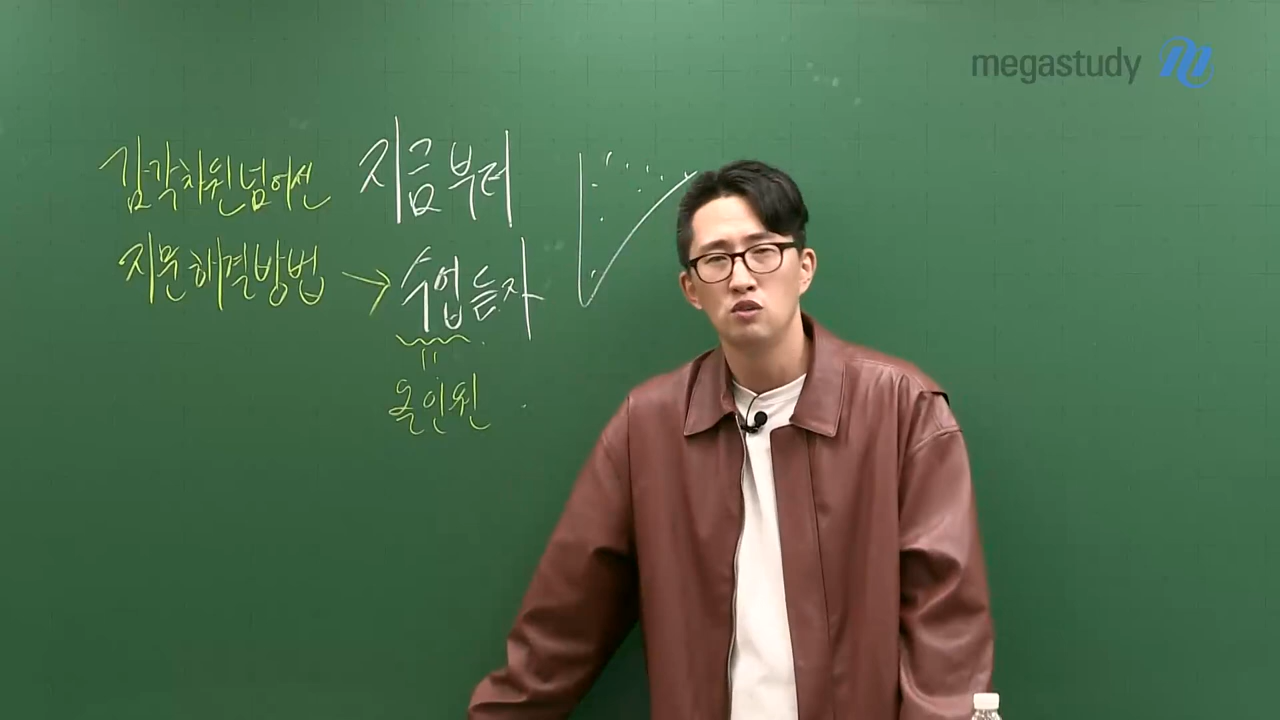 megastudy
감각차원넘어선 지금부터
지문해결방법 → 수업듣자
올인원